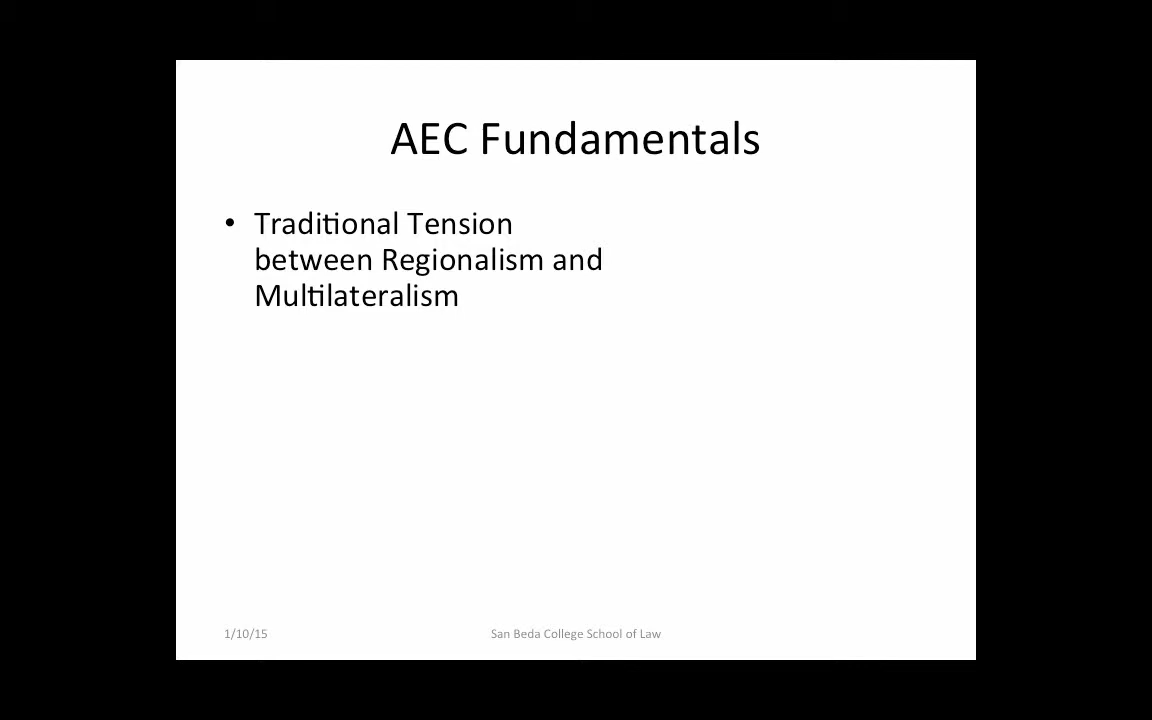 AEC Fundamentals
• Traditional Tension
between Regionalism and
Multilateralism
1/10/15
San Beda College School of Law